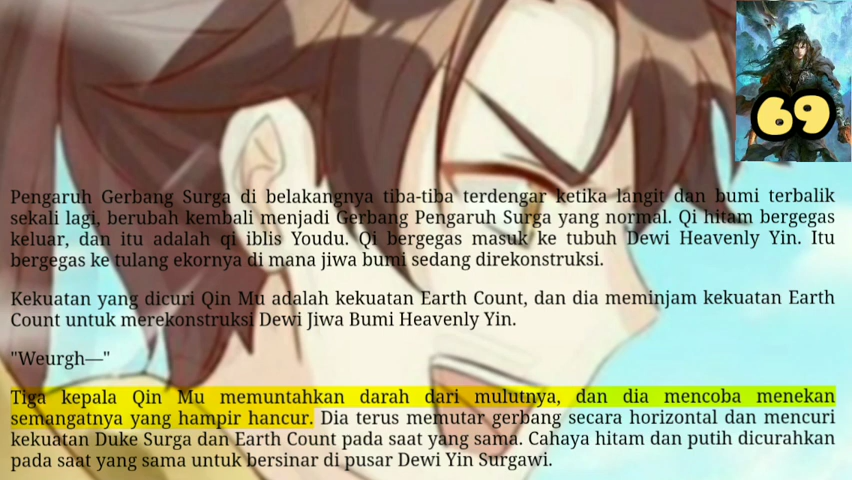 69
Pengaruh Gerbang Surga di belakangnya tiba-tiba terdengar ketika langit dan bumi terbalik
sekali lagi, berubah kembali menjadi Gerbang Pengaruh Surga yang normal. Qi hitam bergegas
keluar, dan itu adalah qi iblis Youdu. Qi bergegas masuk ke tubuh Dewi Heavenly Yin. Itu
bergegas ke tulang ekornya di mana jiwa bumi sedang direkonstruksi.
Kekuatan yang dicuri Qin Mu adalah kekuatan Earth Count, dan dia meminjam kekuatan Earth
Count untuk merekonstruksi Dewi Jiwa Bumi Heavenly Yin.
"Weurgh—"
Tiga kepala Qin Mu memuntahkan darah dari mulutnya, dan dia mencoba menekan
semangatnya yang hampir hancur. Dia terus memutar gerbang secara horizontal dan mencuri
kekuatan Duke Surga dan Earth Count pada saat yang sama. Cahaya hitam dan putih dicurahkan
pada saat yang sama untuk bersinar di pusar Dewi Yin Surgawi.